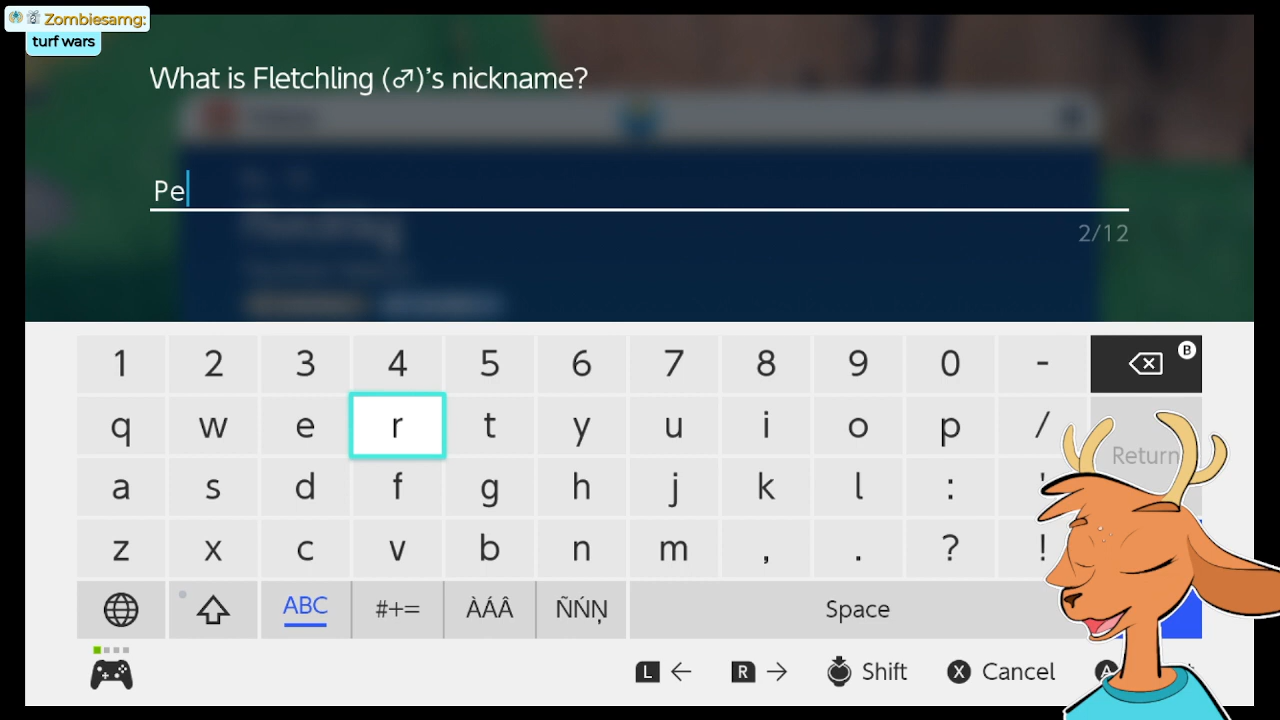 Zombiesamg:
turf wars
What is Fletchling (♂)'s nickname?
Pe
2/12
1 2 3 4 5 6 7 8 9 0 -
B
q w e r t y u i o p /
Return
a s d f g h j k l : '
z x c v b n m , . ? !
ABC #+= ÀÁÂ ÑŃŅ Space
L ← R → Shift X Cancel A